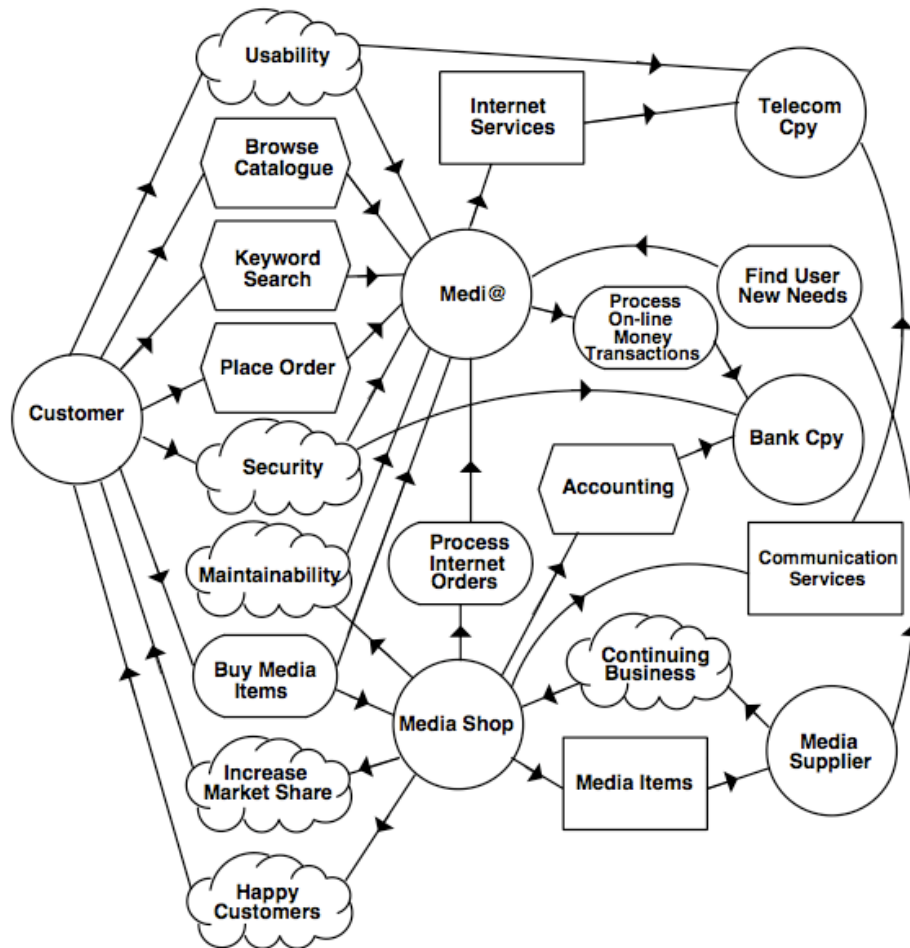 Usability
Internet
Services
Telecom
Cpy
Browse
Catalogue
Keyword
Search
Medi@
Find User
New Needs
Process
On-line
Money
Transactions
Place Order
Customer
Bank Cpy
Security
Accounting
Process
Internet
Orders
Communication
Services
Maintainability
Buy Media
Items
Continuing
Business
Media Shop
Media
Supplier
Increase
Market Share
Media Items
Happy
Customers